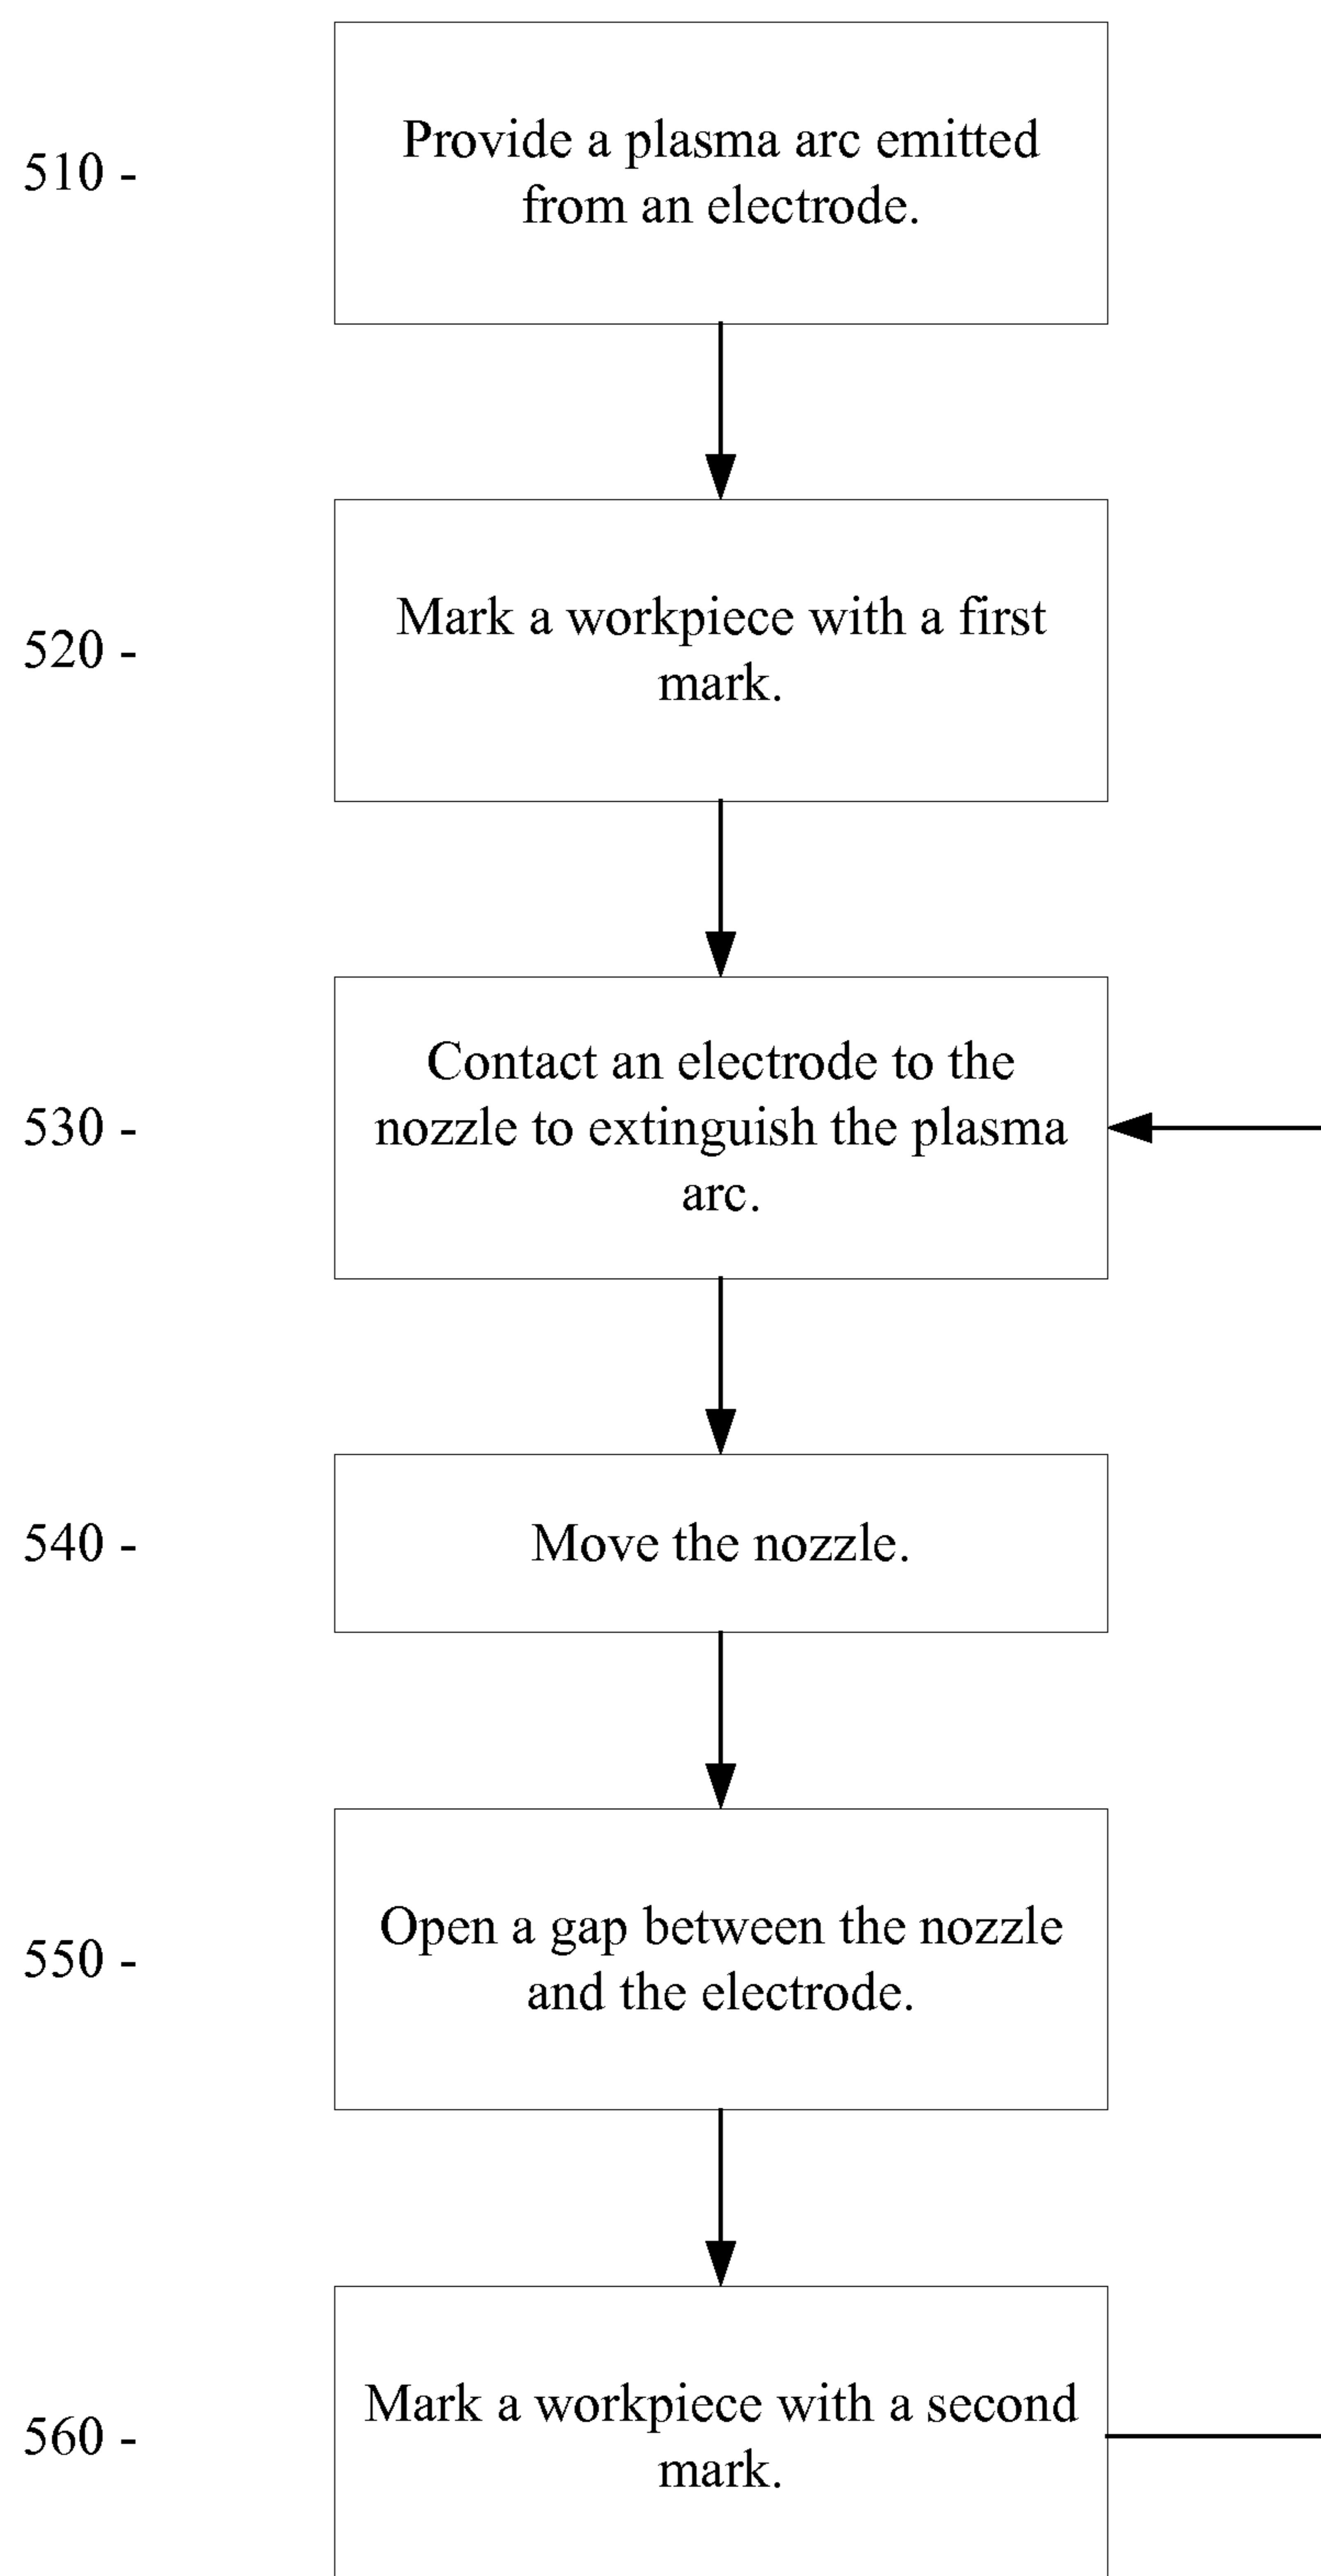 510 -
Provide a plasma arc emitted
from an electrode.
520 -
Mark a workpiece with a first
mark.
530 -
Contact an electrode to the
nozzle to extinguish the plasma
arc.
540 -
Move the nozzle.
550 -
Open a gap between the nozzle
and the electrode.
560 -
Mark a workpiece with a second
mark.